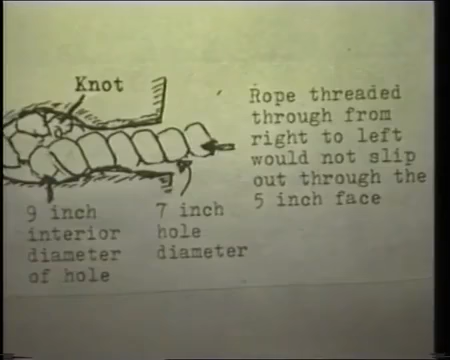 Knot
Rope threaded
through from
right to left
would not slip
out through the
5 inch face
9 inch
interior
diameter
of hole
7 inch
hole
diameter